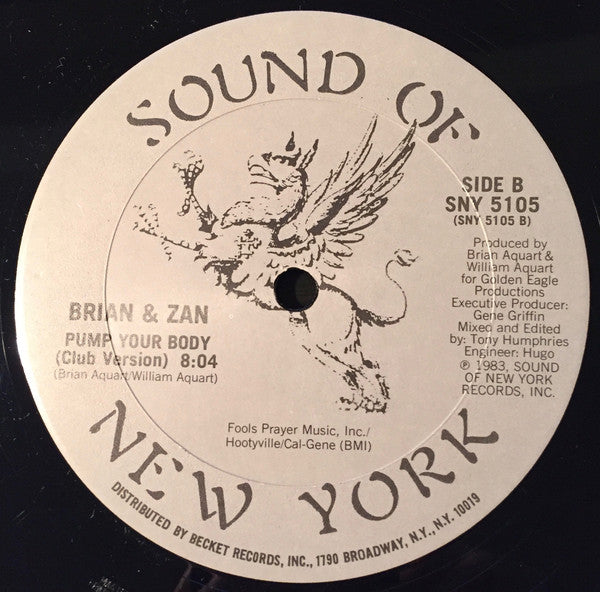 SOUND OF
SIDE B
SNY 5105
(SNY 5105 B)
Produced by
Brian Aquart &
William Aquart
for Golden Eagle
Productions
Executive Producer:
Gene Griffin
Mixed and Edited
by: Tony Humphries
Engineer: Hugo
℗ 1983, SOUND
OF NEW YORK
RECORDS, INC.
BRIAN & ZAN
PUMP YOUR BODY
(Club Version) 8:04
(Brian Aquart/William Aquart)
Fools Prayer Music, Inc./
Hootyville/Cal-Gene (BMI)
NEW YORK
DISTRIBUTED BY BECKET RECORDS, INC., 1790 BROADWAY, N.Y., N.Y. 10019